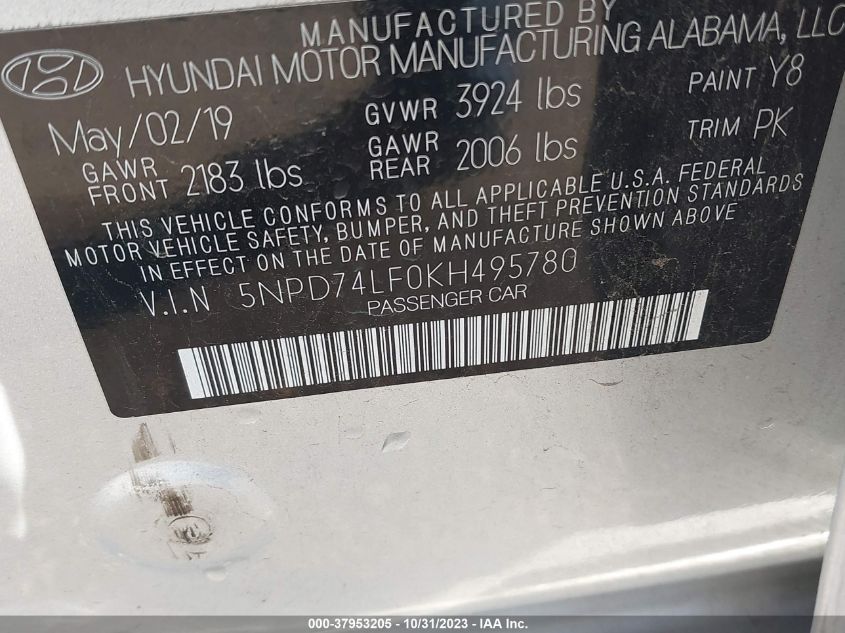 MANUFACTURED BY
HYUNDAI MOTOR MANUFACTURING ALABAMA, LLC
May/02/19 GVWR 3924 lbs PAINT Y8
GAWR FRONT 2183 lbs GAWR REAR 2006 lbs TRIM PK
THIS VEHICLE CONFORMS TO ALL APPLICABLE U.S.A. FEDERAL
MOTOR VEHICLE SAFETY, BUMPER, AND THEFT PREVENTION STANDARDS
IN EFFECT ON THE DATE OF MANUFACTURE SHOWN ABOVE
V.I.N 5NPD74LF0KH495780
PASSENGER CAR
000-37953205 - 10/31/2023 - © IAA Inc.